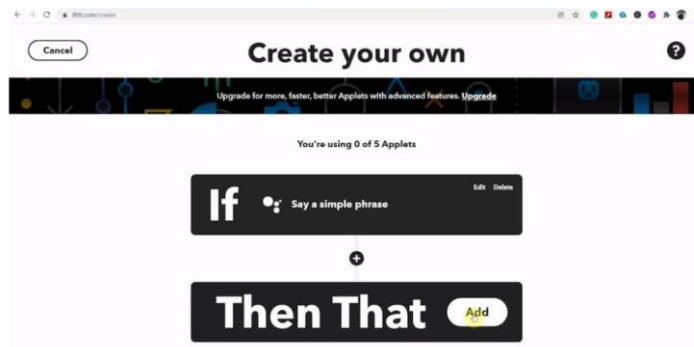 ifttt.com/create
Cancel
Create your own
?
Upgrade for more, faster, better Applets with advanced features. Upgrade
You're using 0 of 5 Applets
If
Say a simple phrase
Edit Delete
+
Then That
Add